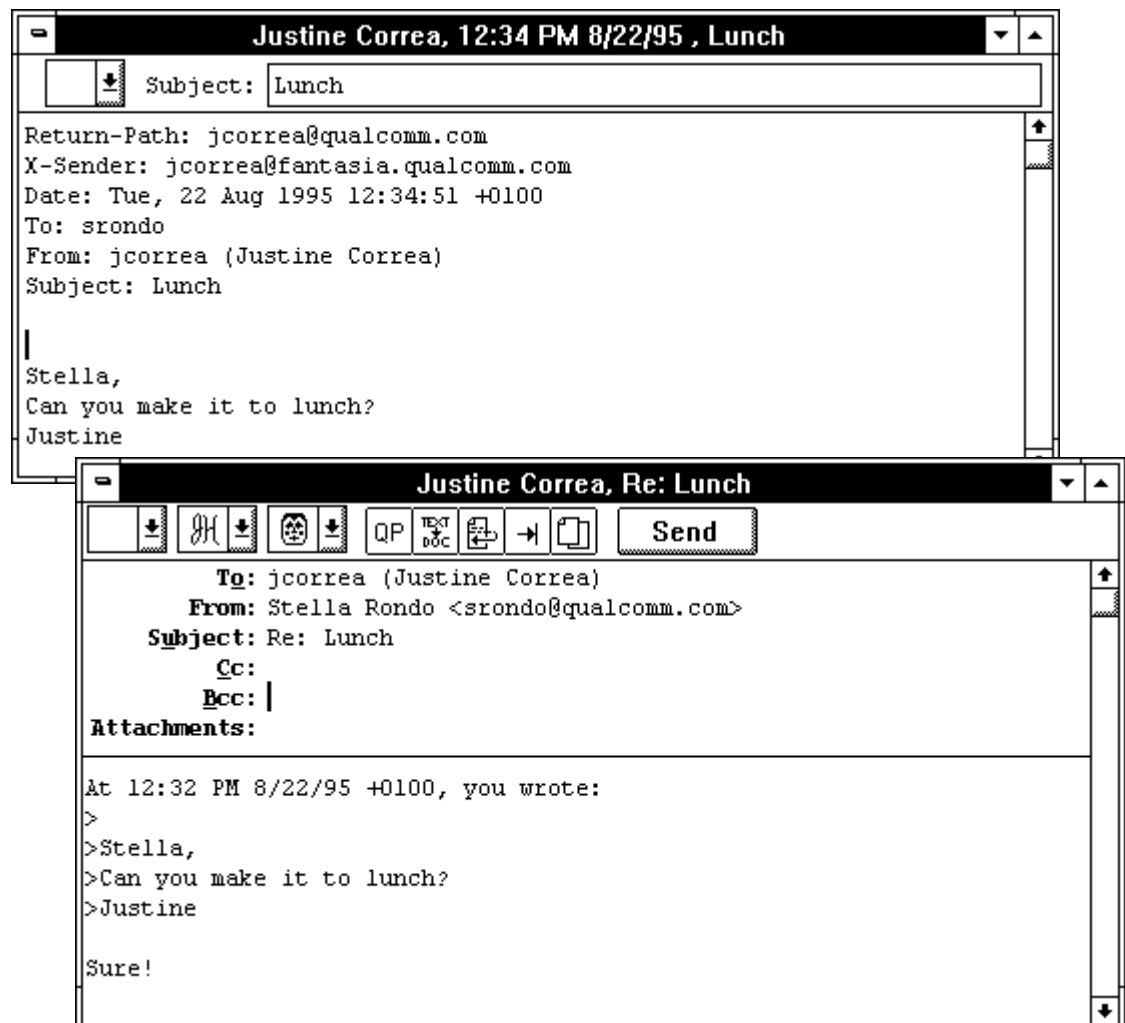 Justine Correa, 12:34 PM 8/22/95 , Lunch
Subject: Lunch
Return-Path: jcorrea@qualcomm.com
X-Sender: jcorrea@fantasia.qualcomm.com
Date: Tue, 22 Aug 1995 12:34:51 +0100
To: srondo
From: jcorrea (Justine Correa)
Subject: Lunch
Stella,
Can you make it to lunch?
Justine
Justine Correa, Re: Lunch
QP TEXT DOC Send
To: jcorrea (Justine Correa)
From: Stella Rondo <srondo@qualcomm.com>
Subject: Re: Lunch
Cc:
Bcc:
Attachments:
At 12:32 PM 8/22/95 +0100, you wrote:
>
>Stella,
>Can you make it to lunch?
>Justine
Sure!